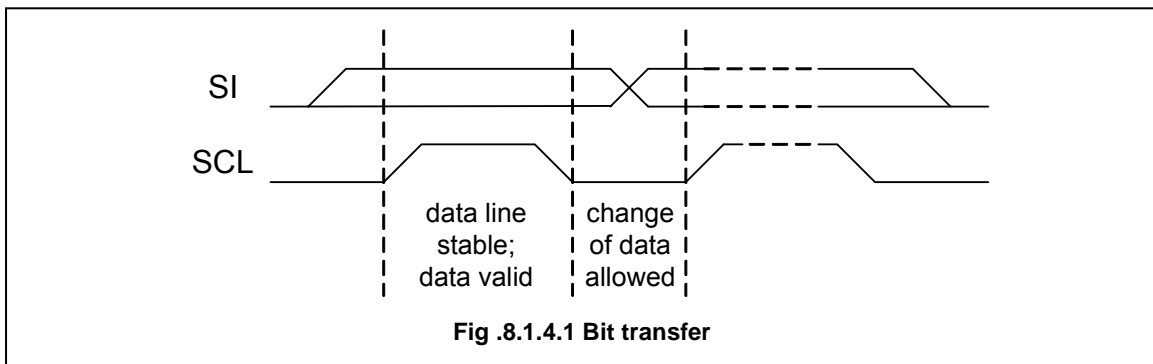 SI
SCL
data line
stable;
data valid
change
of data
allowed
Fig .8.1.4.1 Bit transfer